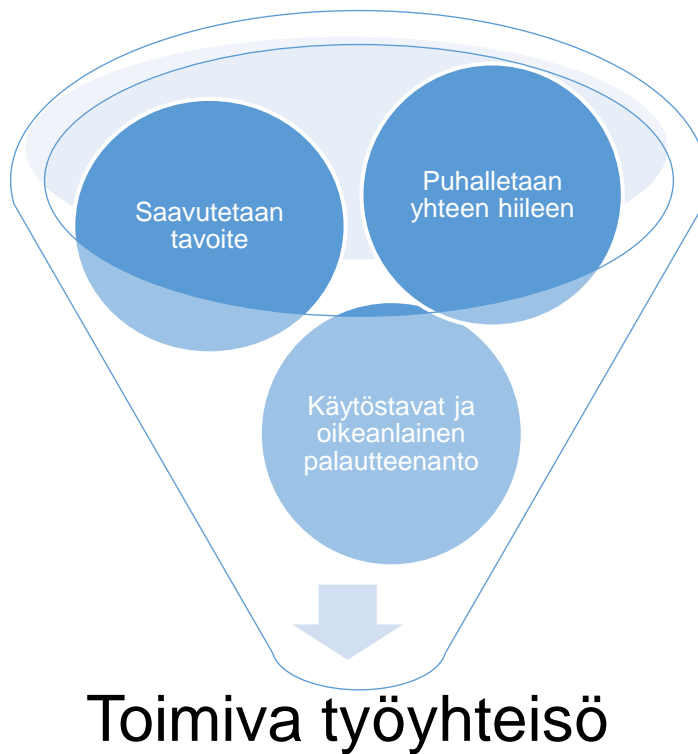 Saavutetaan
tavoite
Puhalletaan
yhteen hiileen
Käytöstavat ja
oikeanlainen
palautteenanto
Toimiva työyhteisö